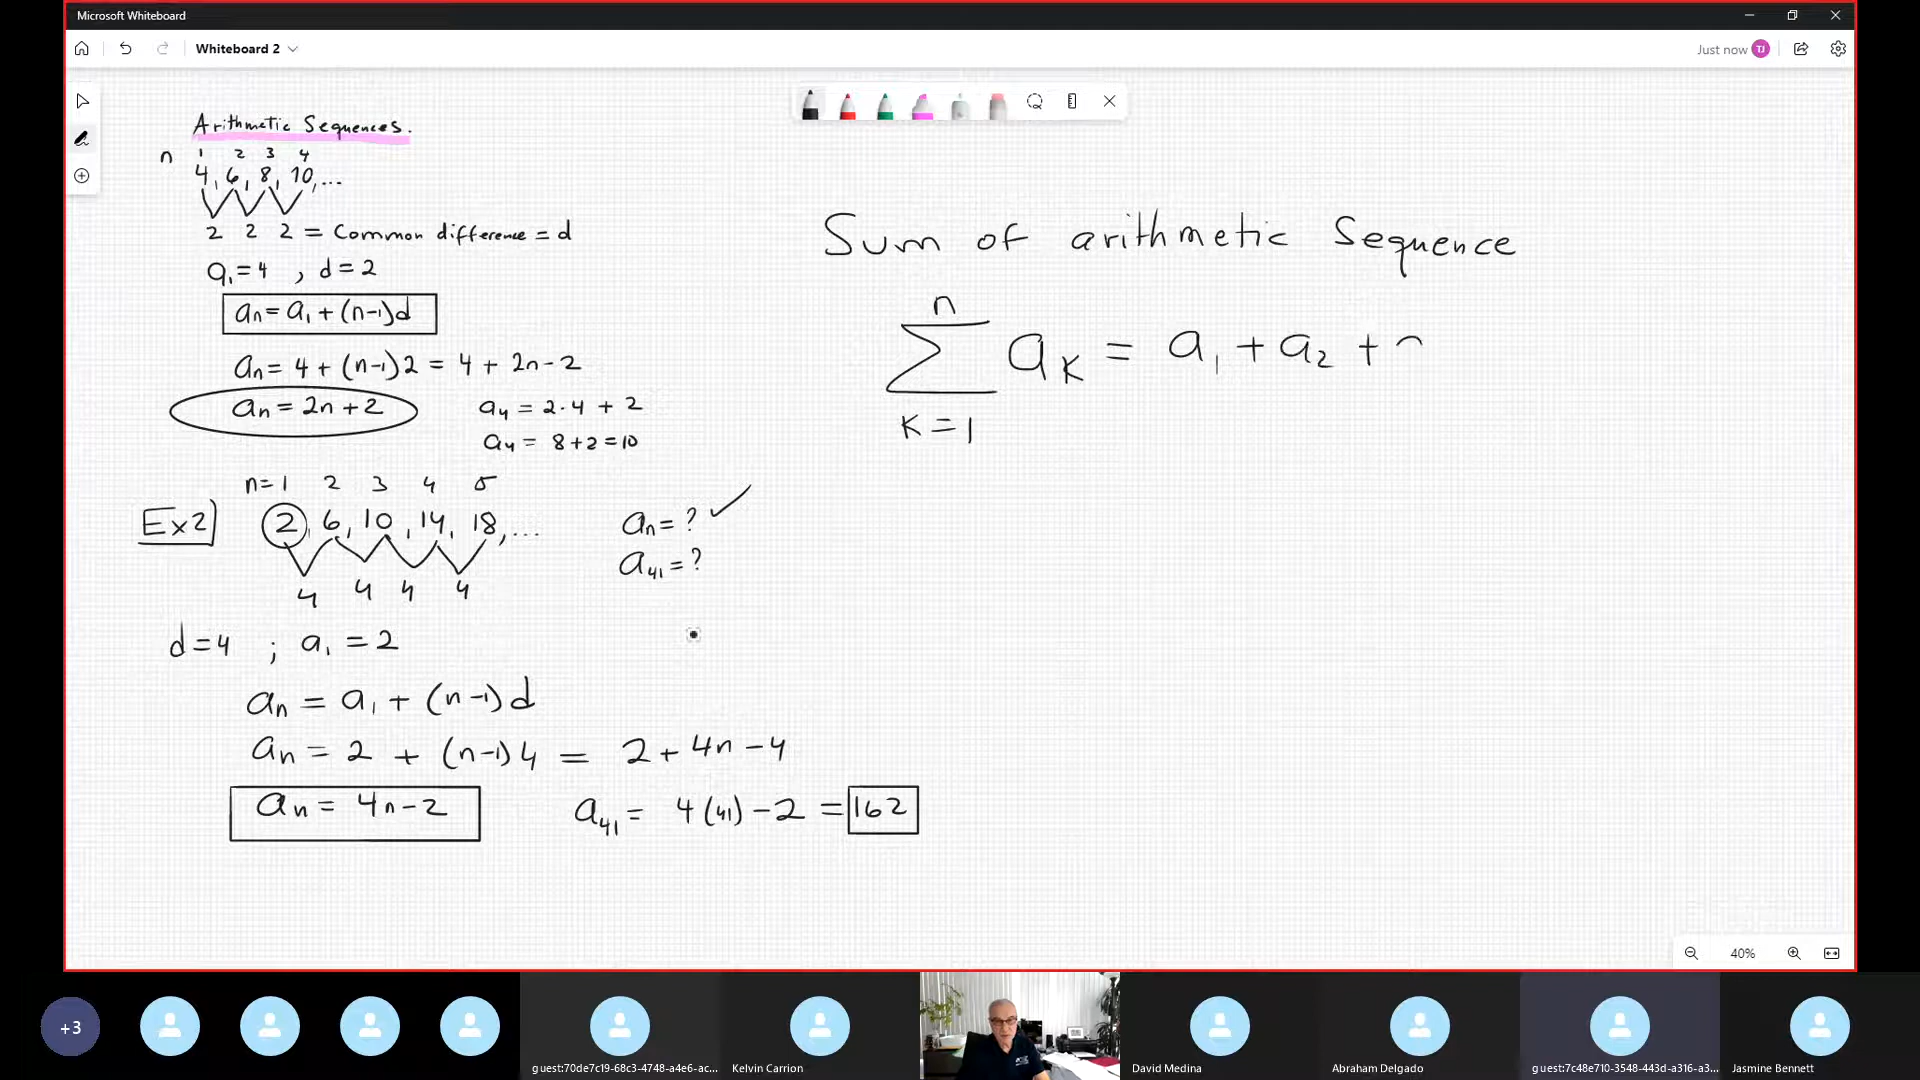 Microsoft Whiteboard
Whiteboard 2
Just now TJ
Arithmetic Sequences.
n 1 2 3 4
4, 6, 8, 10, ...
2 2 2 = Common difference = d
a₁ = 4 , d = 2
aₙ = a₁ + (n-1)d
aₙ = 4 + (n-1)2 = 4 + 2n - 2
aₙ = 2n + 2
a₄ = 2·4 + 2
a₄ = 8 + 2 = 10
n = 1 2 3 4 5
Ex2 2, 6, 10, 14, 18, ...
4 4 4 4
aₙ = ? ✓
a₄₁ = ?
d = 4 ; a₁ = 2
aₙ = a₁ + (n-1)d
aₙ = 2 + (n-1)4 = 2 + 4n - 4
aₙ = 4n - 2
a₄₁ = 4(41) - 2 = 162
Sum of arithmetic Sequence
n
∑ aₖ = a₁ + a₂ +
K = 1
40%
+3
guest:70de7c19-68c3-4748-a4e6-ac...
Kelvin Carrion
David Medina
Abraham Delgado
guest:7c48e710-3548-443d-a316-a3...
Jasmine Bennett